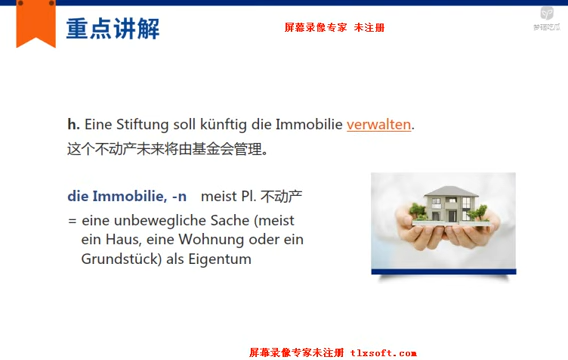 重点讲解
屏幕录像专家 未注册
h. Eine Stiftung soll künftig die Immobilie verwalten.
这个不动产未来将由基金会管理。
die Immobilie, -n meist Pl. 不动产
= eine unbewegliche Sache (meist
ein Haus, eine Wohnung oder ein
Grundstück) als Eigentum
屏幕录像专家未注册 tlxsoft.com